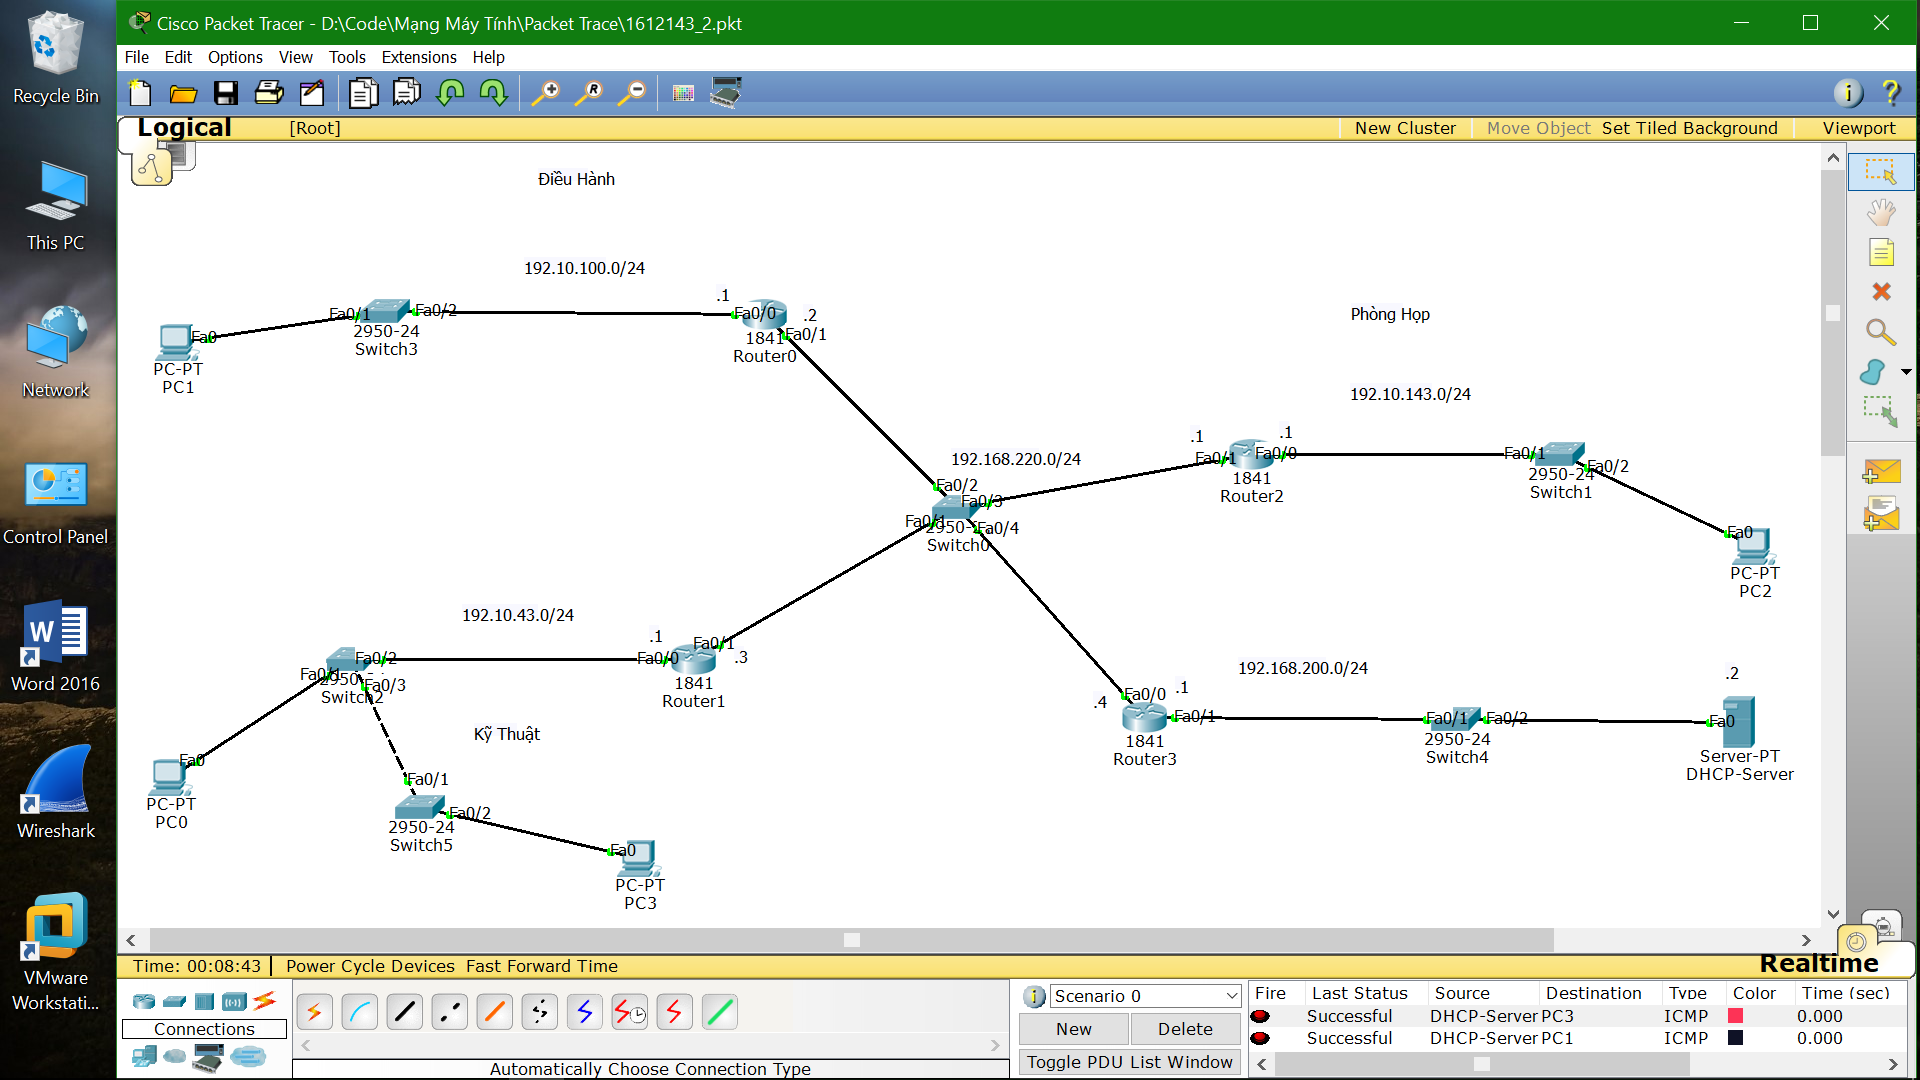 Cisco Packet Tracer - D:\Code\Mạng Máy Tính\Packet Trace\1612143_2.pkt
File Edit Options View Tools Extensions Help
Logical [Root] New Cluster Move Object Set Tiled Background Viewport
Recycle Bin
This PC
Network
Control Panel
Word 2016
Wireshark
VMware
Workstati...
Điều Hành
192.10.100.0/24
.1
.2
Fa0/1
Fa0/2
Fa0/0
Fa0/1
Fa0
2950-24
Switch3
1841
Router0
PC-PT
PC1
Phòng Họp
192.10.143.0/24
.1
.1
192.168.220.0/24
Fa0/1
Fa0/0
Fa0/1
Fa0/2
1841
Router2
2950-24
Switch1
Fa0/2
Fa0/3
Fa0/1
Fa0/4
Switch0
Fa0
PC-PT
PC2
192.10.43.0/24
.1
Fa0/1
.3
Fa0/2
Fa0/0
Fa0/1
Fa0/3
Switch2
1841
Router1
192.168.200.0/24
.2
.1
.4
Fa0/0
Fa0/1
Fa0/1
Fa0/2
Fa0
1841
Router3
2950-24
Switch4
Server-PT
DHCP-Server
Kỹ Thuật
Fa0
PC-PT
PC0
Fa0/1
Fa0/2
2950-24
Switch5
Fa0
PC-PT
PC3
Time: 00:08:43 Power Cycle Devices Fast Forward Time Realtime
Connections
Automatically Choose Connection Type
Scenario 0
New Delete
Toggle PDU List Window
Fire Last Status Source Destination Type Color Time (sec)
Successful DHCP-Server PC3 ICMP 0.000
Successful DHCP-Server PC1 ICMP 0.000